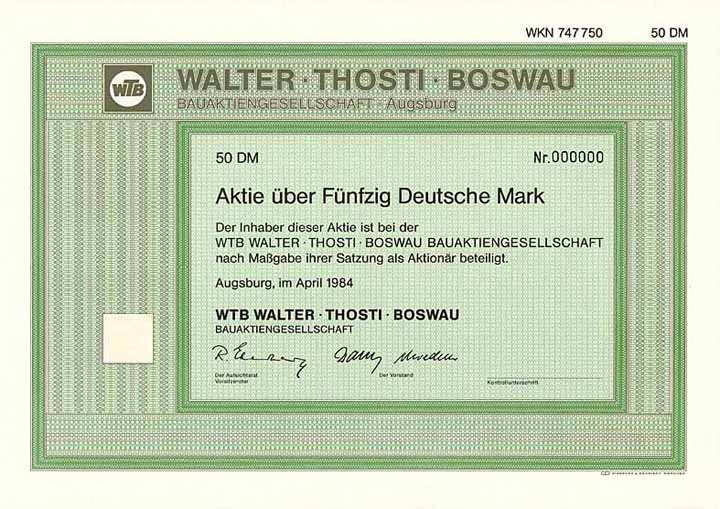 WKN 747 750 50 DM
WTB
WALTER · THOSTI · BOSWAU
BAUAKTIENGESELLSCHAFT · Augsburg
50 DM Nr.000000
Aktie über Fünfzig Deutsche Mark
Der Inhaber dieser Aktie ist bei der
WTB WALTER · THOSTI · BOSWAU BAUAKTIENGESELLSCHAFT
nach Maßgabe ihrer Satzung als Aktionär beteiligt.
Augsburg, im April 1984
WTB WALTER · THOSTI · BOSWAU
BAUAKTIENGESELLSCHAFT
Der Aufsichtsrat Der Vorstand
Vorsitzender Kontrollunterschrift